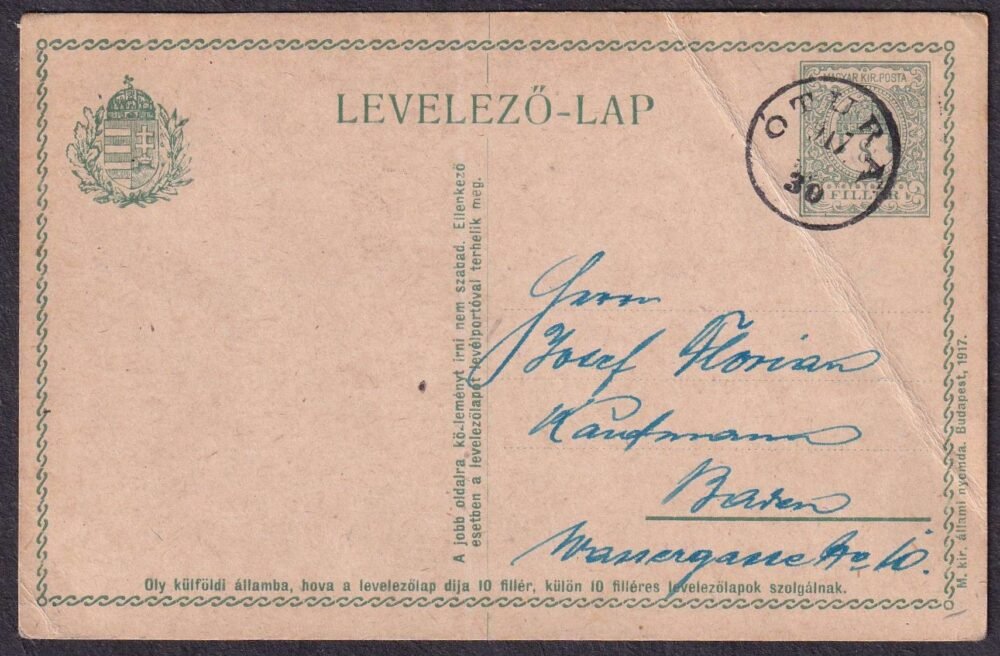 LEVELEZŐ-LAP
MAGYAR KIR. POSTA
FILLÉR
ÓTURA
917
30
A jobb oldalra közleményt írni nem szabad. Ellenkező
esetben a levelezőlapot levélportóval terhelik meg.
Herrn
Josef Florian
Kaufmann
Baden
Wassergasse No 10.
Oly külföldi államba, hova a levelezőlap díja 10 fillér, külön 10 filléres levelezőlapok szolgálnak.
M. kir. állami nyomda. Budapest, 1917.